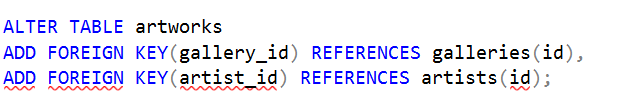 ALTER TABLE artworks
ADD FOREIGN KEY(gallery_id) REFERENCES galleries(id),
ADD FOREIGN KEY(artist_id) REFERENCES artists(id);